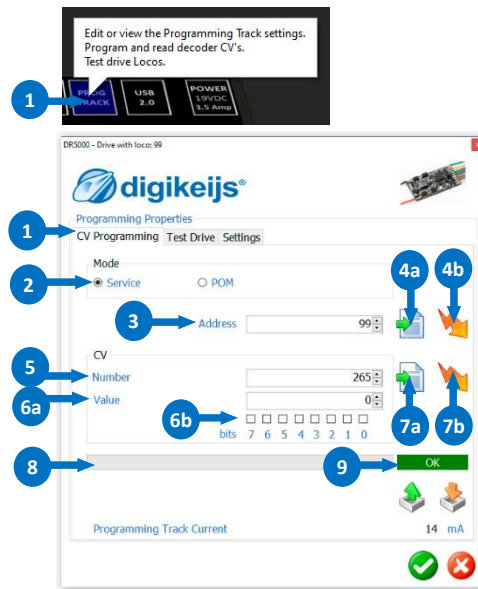 Edit or view the Programming Track settings.
Program and read decoder CV's.
Test drive Locos.
1
PROG
TRACK
USB
2.0
POWER
19VDC
3.5 Amp
DR5000 - Drive with loco: 99
digikeijs®
Programming Properties
1
CV Programming Test Drive Settings
Mode
4a
4b
2
Service
POM
3
Address
99
CV
5
Number
265
6a
Value
0
6b
7a
7b
bits 7 6 5 4 3 2 1 0
8
9
OK
Programming Track Current
14 mA